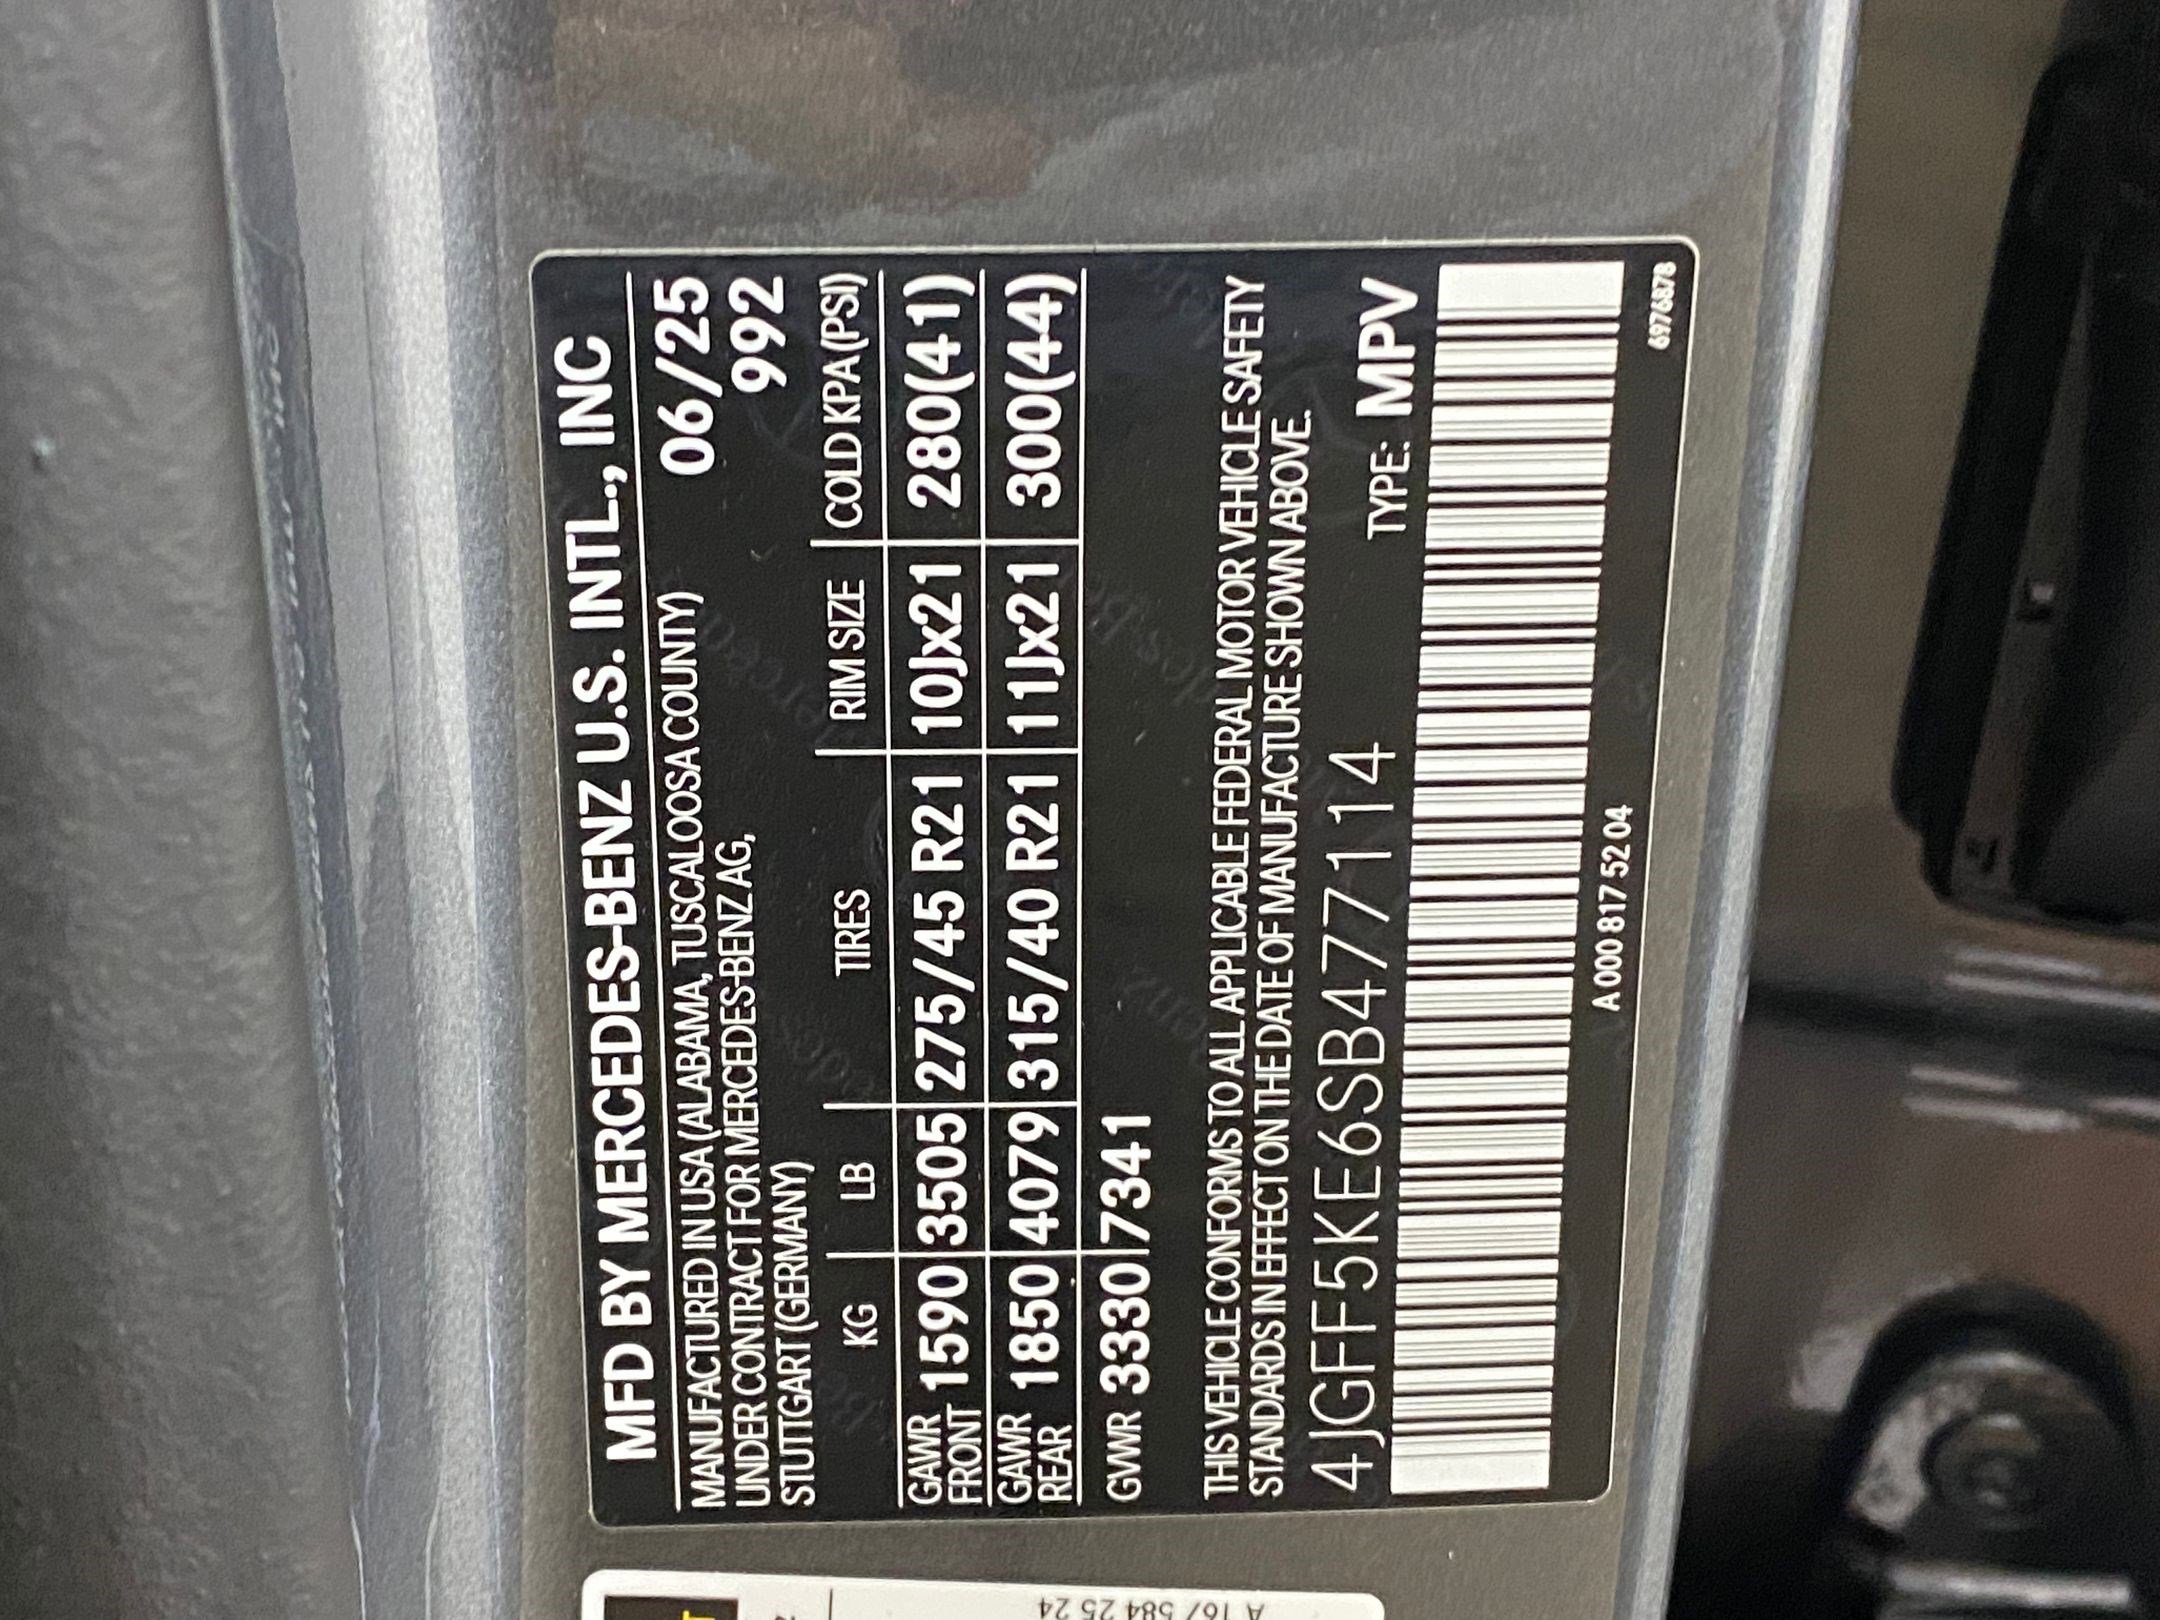 MFD BY MERCEDES-BENZ U.S. INTL., INC
MANUFACTURED IN USA (ALABAMA, TUSCALOOSA COUNTY) 06/25
UNDER CONTRACT FOR MERCEDES-BENZ AG, 992
STUTTGART (GERMANY)
KG LB TIRES RIM SIZE COLD KPA (PSI)
GAWR FRONT 1590 3505 275/45 R21 10Jx21 280(41)
GAWR REAR 1850 4079 315/40 R21 11Jx21 300(44)
GVWR 3330 7341
THIS VEHICLE CONFORMS TO ALL APPLICABLE FEDERAL MOTOR VEHICLE SAFETY
STANDARDS IN EFFECT ON THE DATE OF MANUFACTURE SHOWN ABOVE.
4JGFF5KE6SB477114 TYPE: MPV
A 000 817 52 04
6976878
A 167 584 25 24